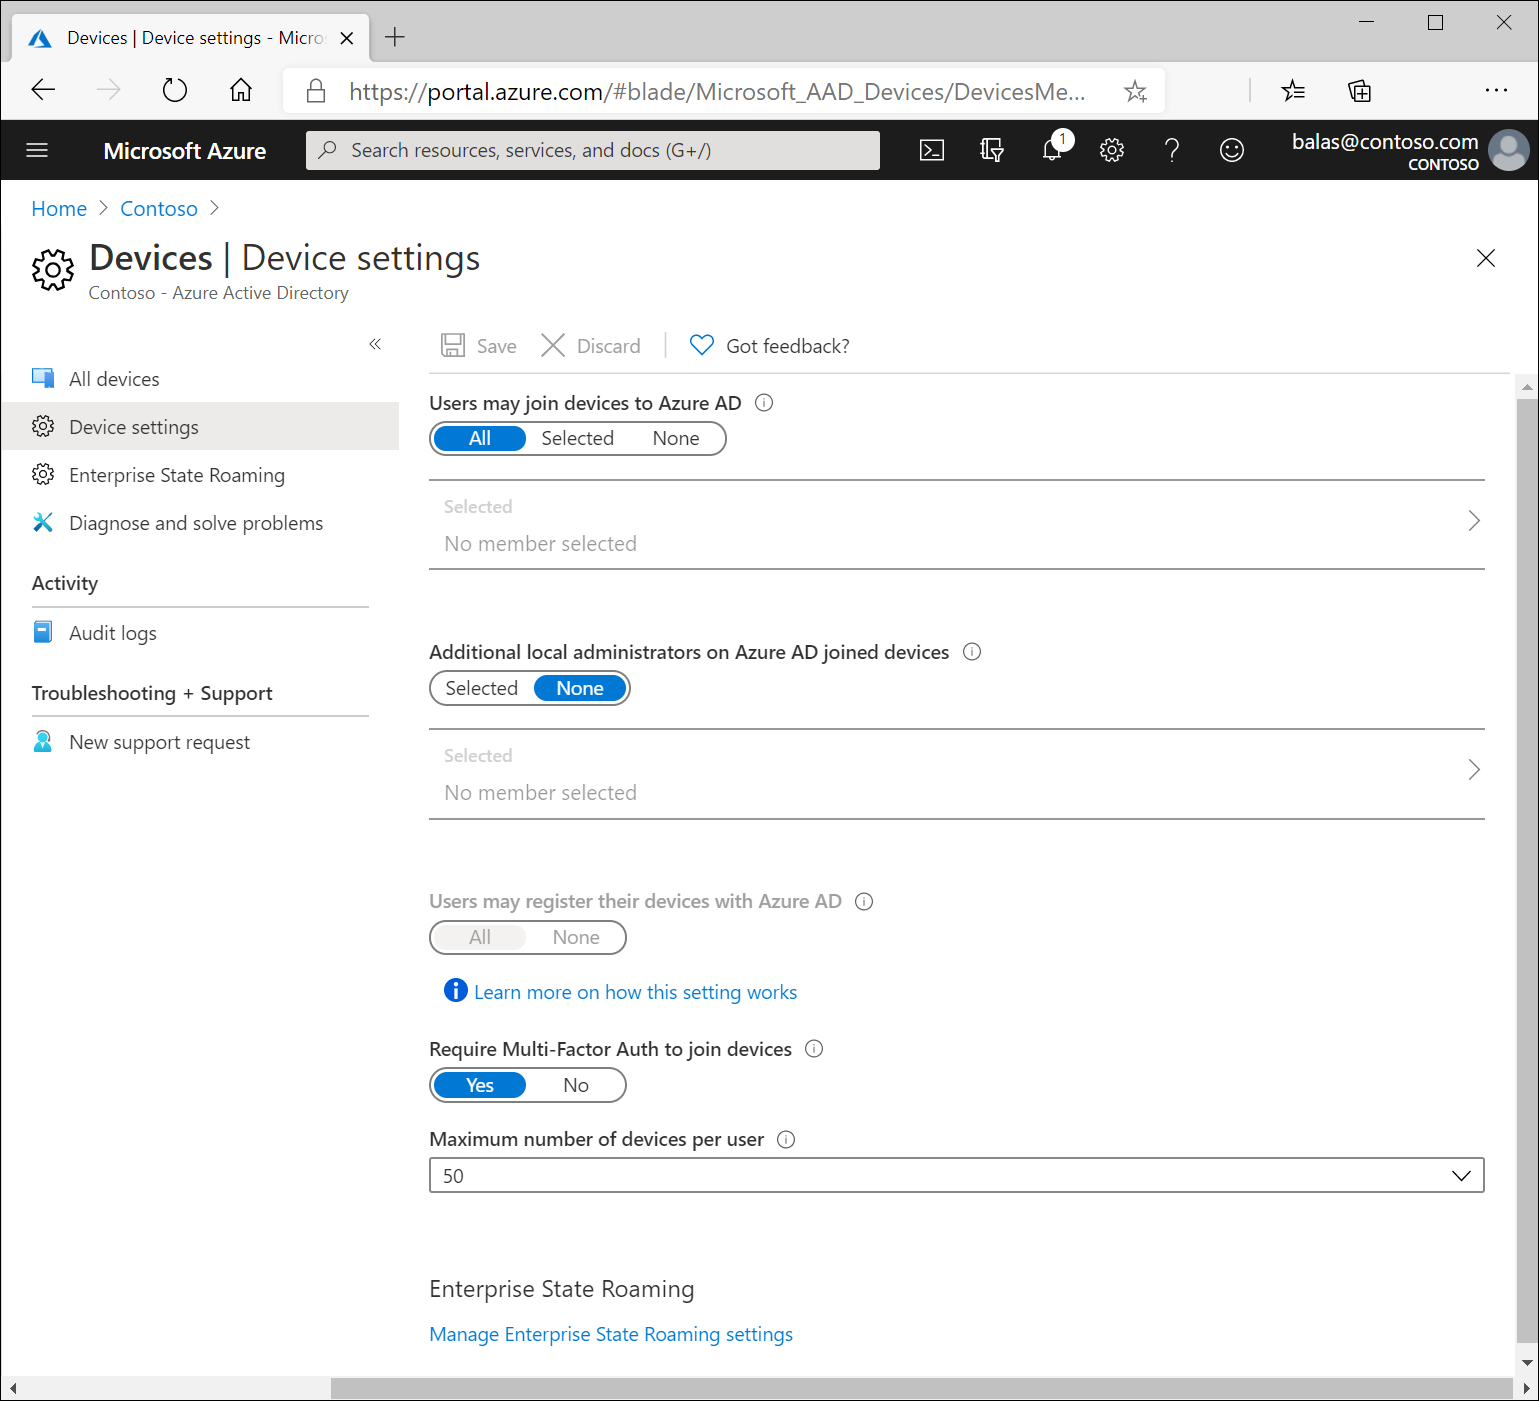 Devices | Device settings - Micro
https://portal.azure.com/#blade/Microsoft_AAD_Devices/DevicesMe...
Microsoft Azure
Search resources, services, and docs (G+/)
1
balas@contoso.com
CONTOSO
Home > Contoso >
Devices | Device settings
Contoso - Azure Active Directory
All devices
Device settings
Enterprise State Roaming
Diagnose and solve problems
Activity
Audit logs
Troubleshooting + Support
New support request
Save Discard Got feedback?
Users may join devices to Azure AD
All Selected None
Selected
No member selected
Additional local administrators on Azure AD joined devices
Selected None
Selected
No member selected
Users may register their devices with Azure AD
All None
Learn more on how this setting works
Require Multi-Factor Auth to join devices
Yes No
Maximum number of devices per user
50
Enterprise State Roaming
Manage Enterprise State Roaming settings